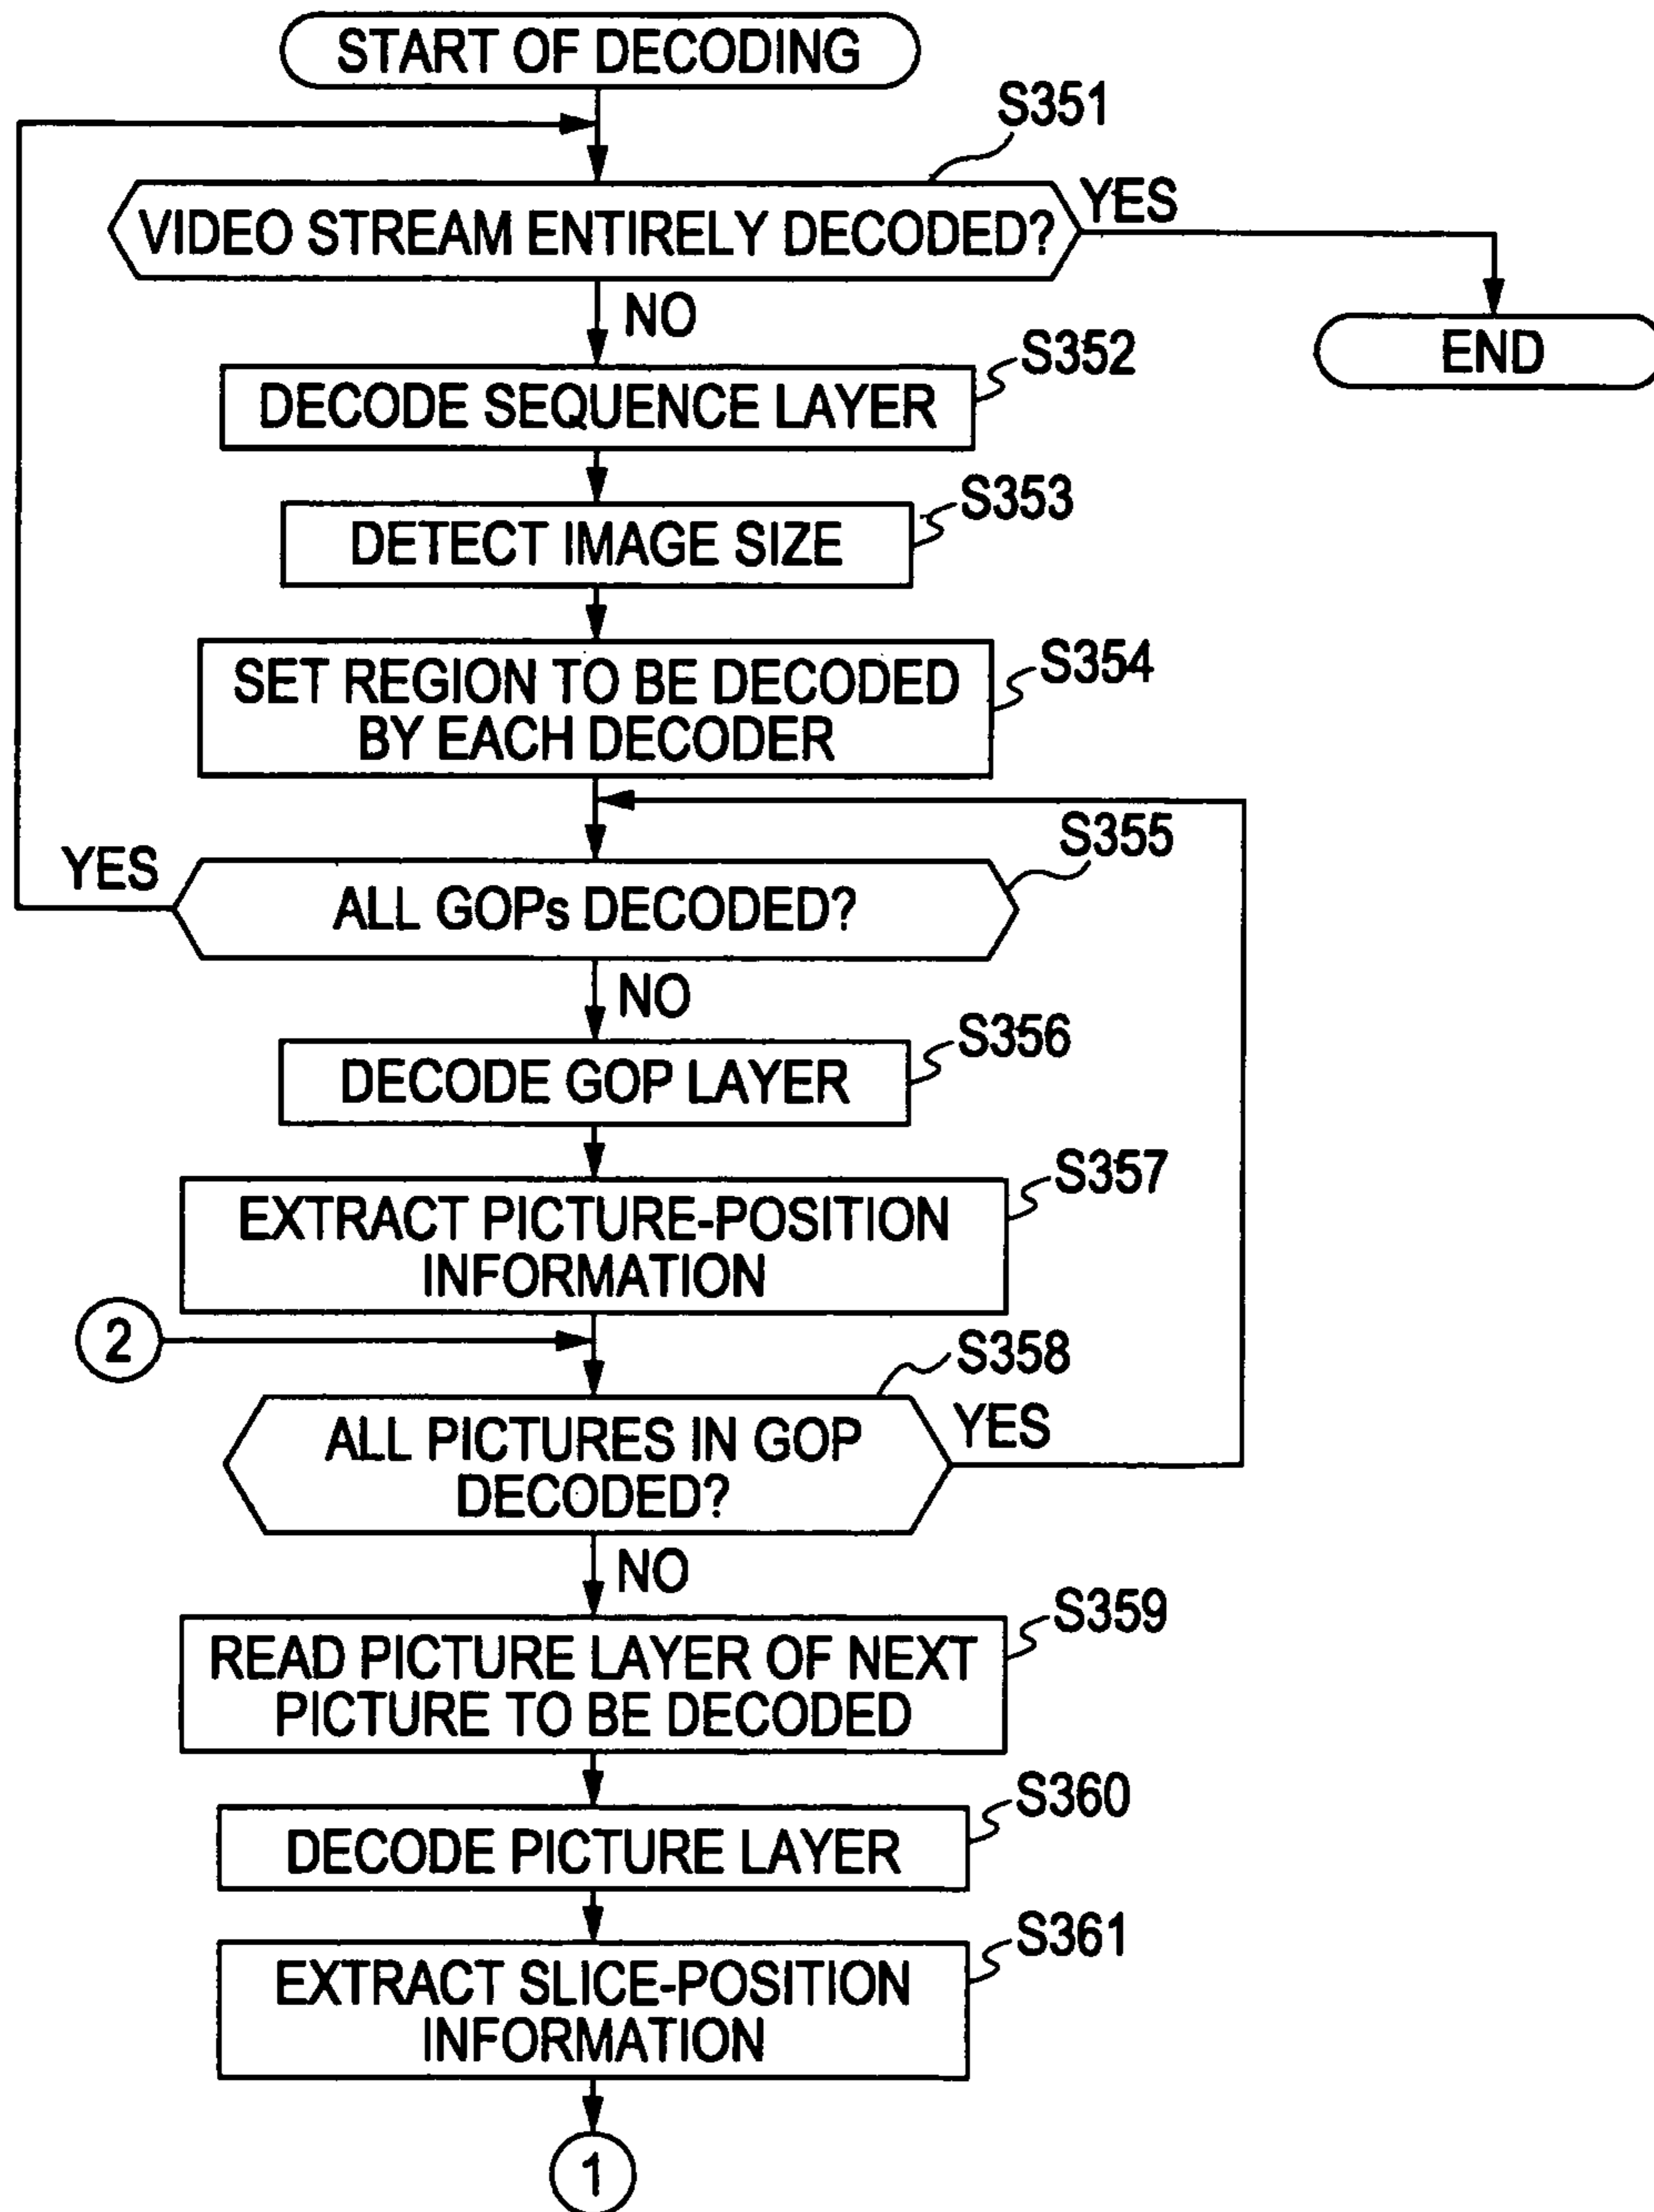 START OF DECODING
S351
VIDEO STREAM ENTIRELY DECODED?
YES
NO
END
S352
DECODE SEQUENCE LAYER
S353
DETECT IMAGE SIZE
S354
SET REGION TO BE DECODED
BY EACH DECODER
S355
YES
ALL GOPs DECODED?
NO
S356
DECODE GOP LAYER
S357
EXTRACT PICTURE-POSITION
INFORMATION
2
S358
ALL PICTURES IN GOP
DECODED?
YES
NO
S359
READ PICTURE LAYER OF NEXT
PICTURE TO BE DECODED
S360
DECODE PICTURE LAYER
S361
EXTRACT SLICE-POSITION
INFORMATION
1